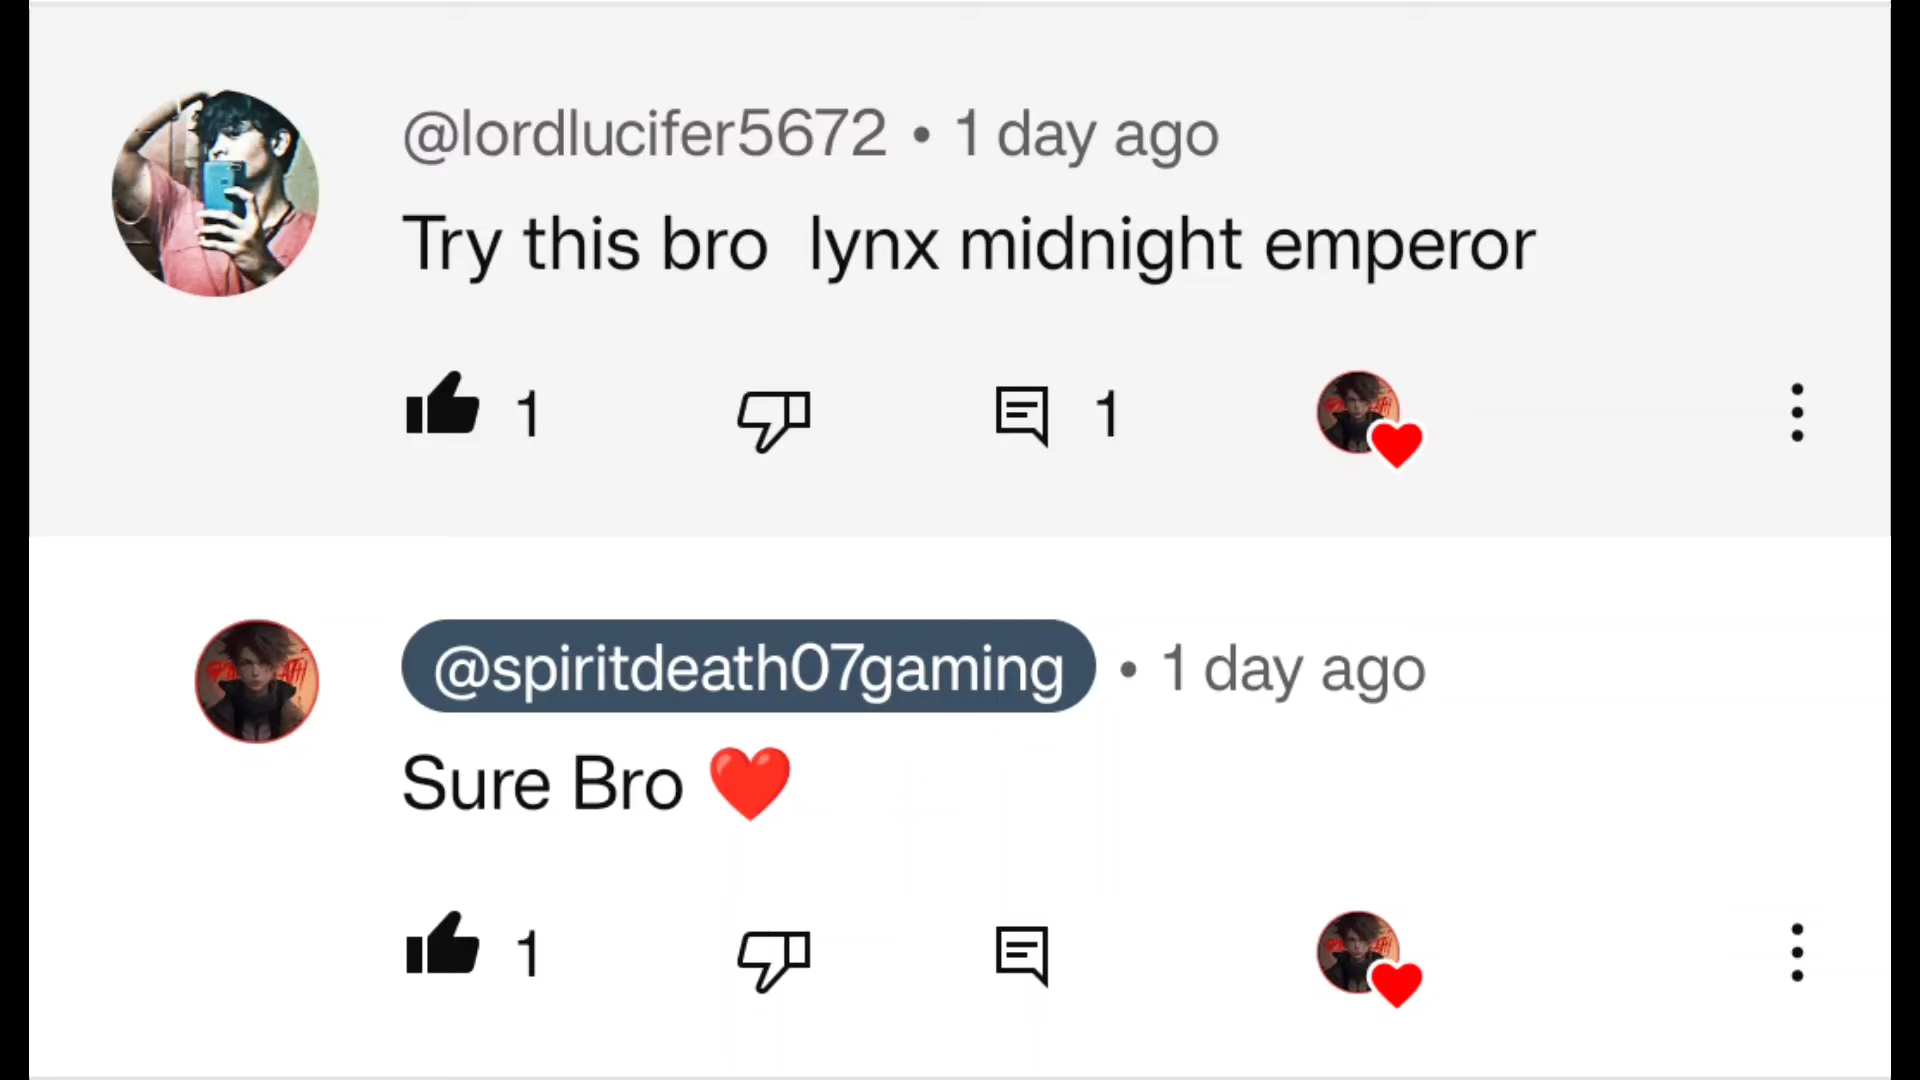 @lordlucifer5672 • 1 day ago
Try this bro  lynx midnight emperor
1
1
@spiritdeath07gaming • 1 day ago
Sure Bro ❤️
1